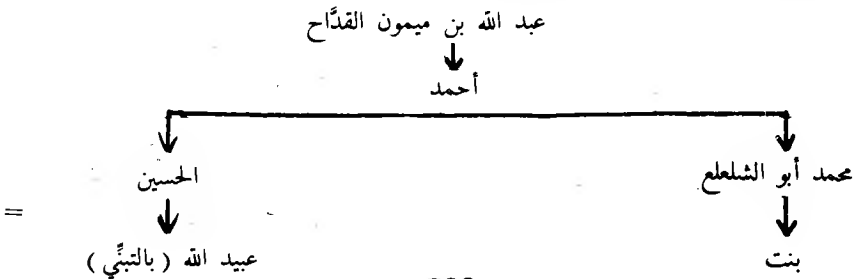 عبد الله بن ميمون القدَّاح
أحمد
محمد أبو الشلعلع
الحسين
=
بنت
عبيد الله (بالتبنِّي)